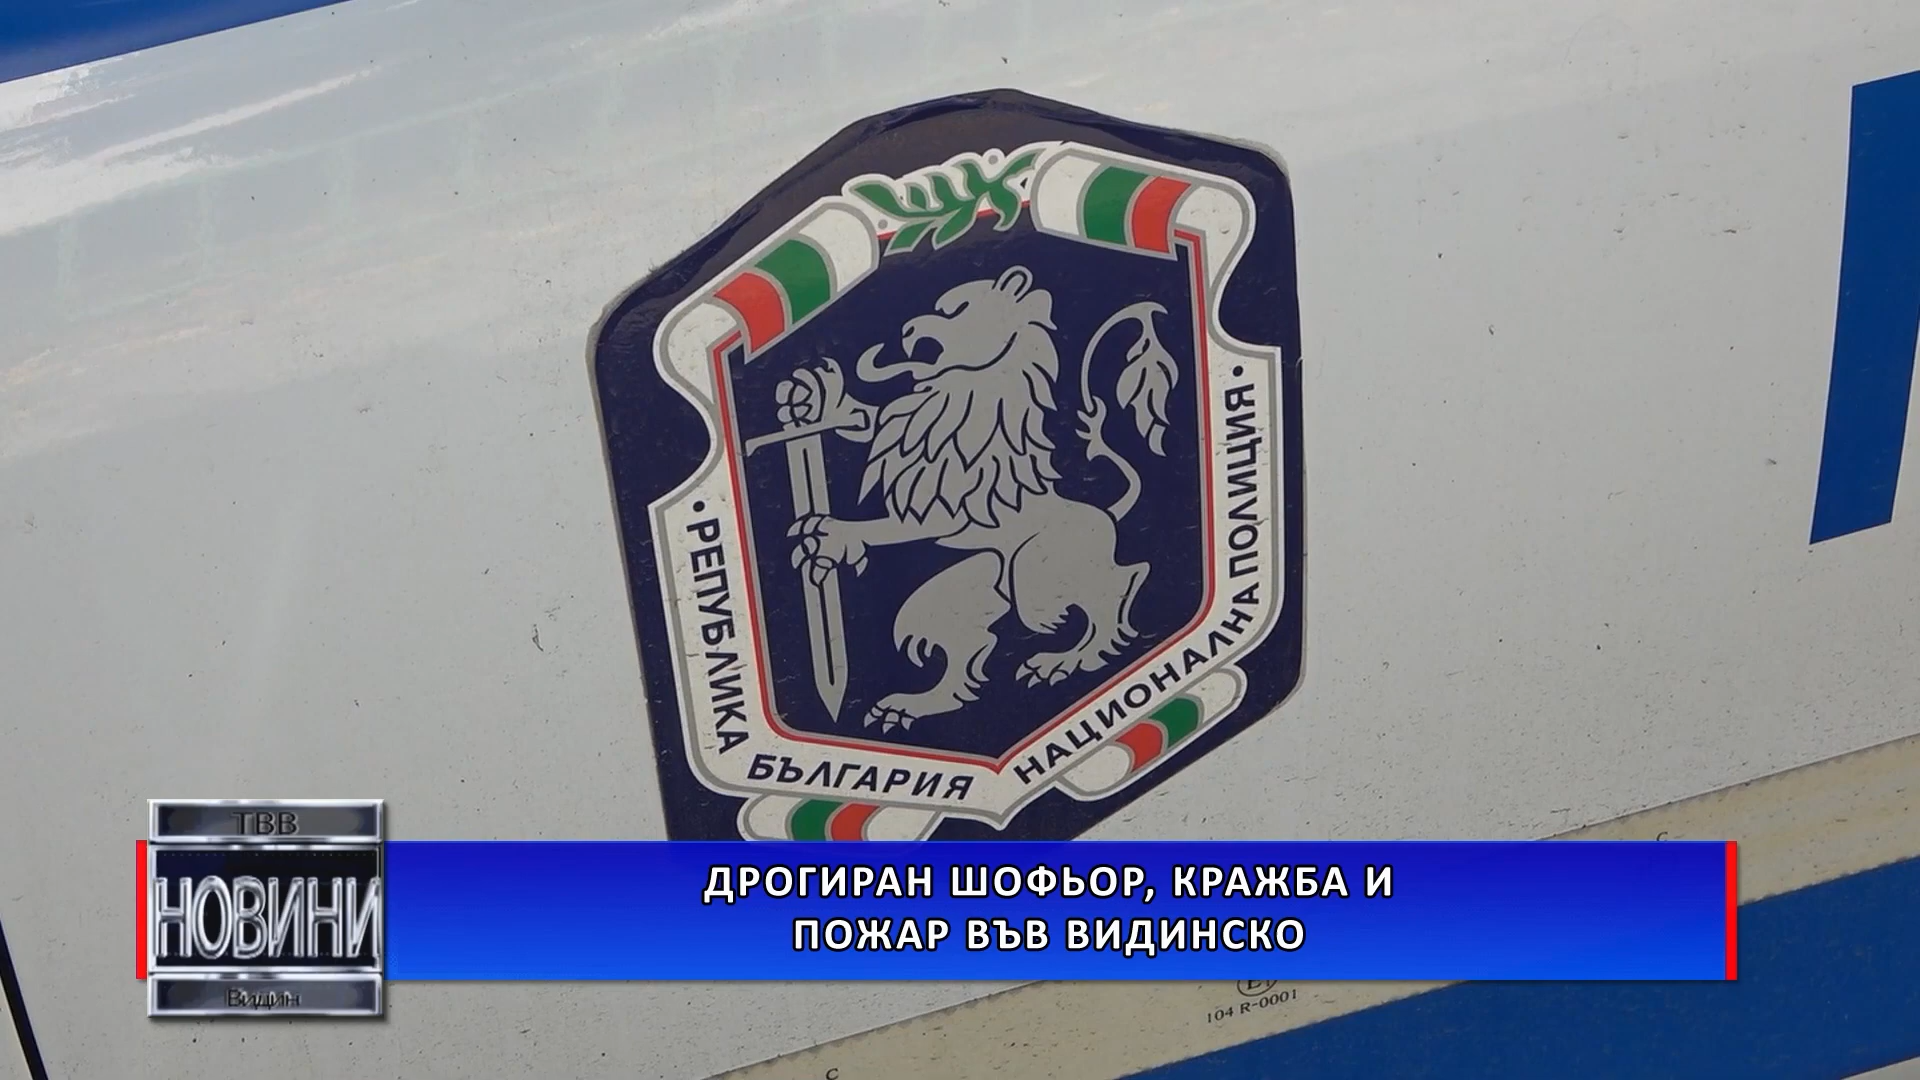 • РЕПУБЛИКА БЪЛГАРИЯ
НАЦИОНАЛНА ПОЛИЦИЯ •
ТВВ
НОВИНИ
Видин
ДРОГИРАН ШОФЬОР, КРАЖБА И
ПОЖАР ВЪВ ВИДИНСКО
104 R-0001
C
C